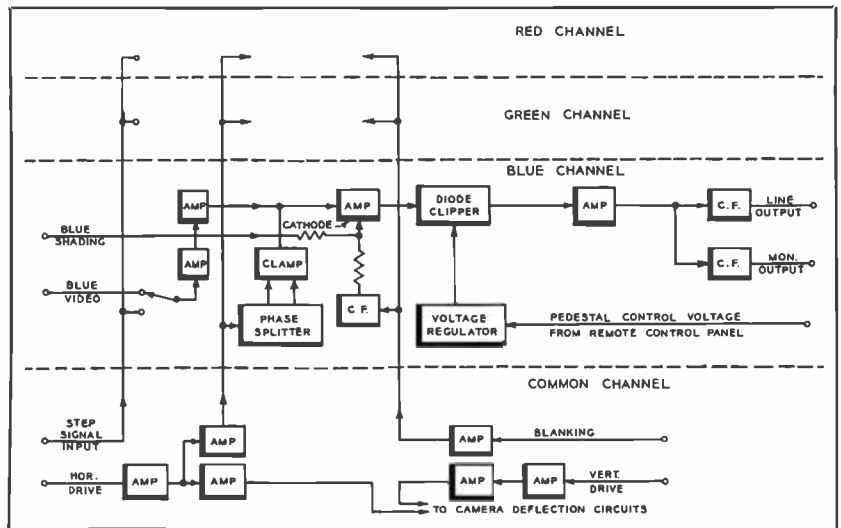 RED CHANNEL
GREEN CHANNEL
BLUE CHANNEL
AMP
AMP
DIODE
CLIPPER
AMP
C.F.
LINE
OUTPUT
CATHODE
BLUE
SHADING
AMP
CLAMP
C.F.
MON.
OUTPUT
BLUE
VIDEO
PHASE
SPLITTER
C F.
VOLTAGE
REGULATOR
PEDESTAL CONTROL VOLTAGE
FROM REMOTE CONTROL PANEL
COMMON CHANNEL
STEP
SIGNAL
INPUT
AMP
AMP
BLANKING
HOR.
DRIVE
AMP
AMP
AMP
AMP
VERT.
DRIVE
TO CAMERA DEFLECTION CIRCUITS